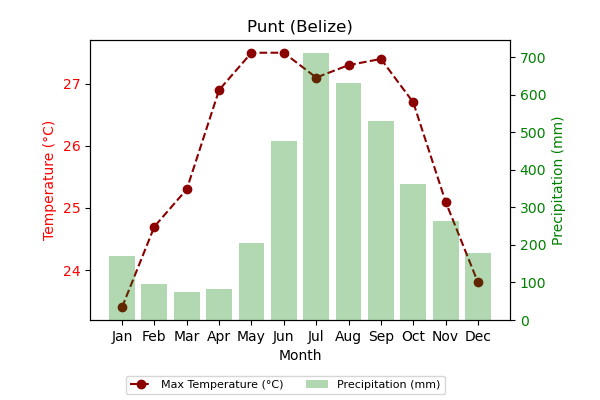 Punt (Belize)
Temperature (°C)
27
26
25
24
700
600
500
400
300
200
100
0
Precipitation (mm)
Jan Feb Mar Apr May Jun Jul Aug Sep Oct Nov Dec
Month
Max Temperature (°C) Precipitation (mm)